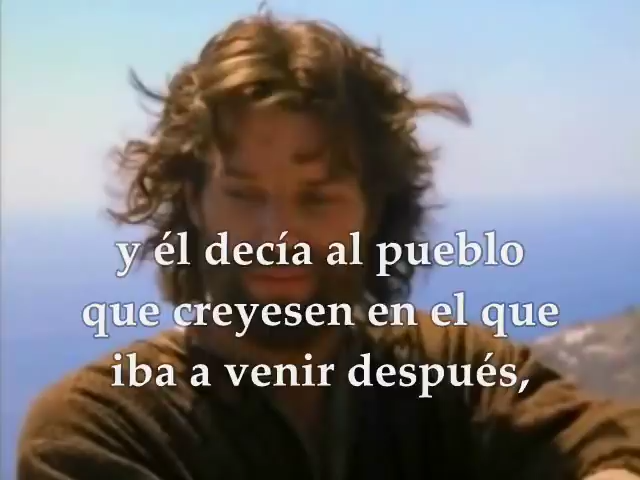 y él decía al pueblo
que creyesen en el que
iba a venir después,